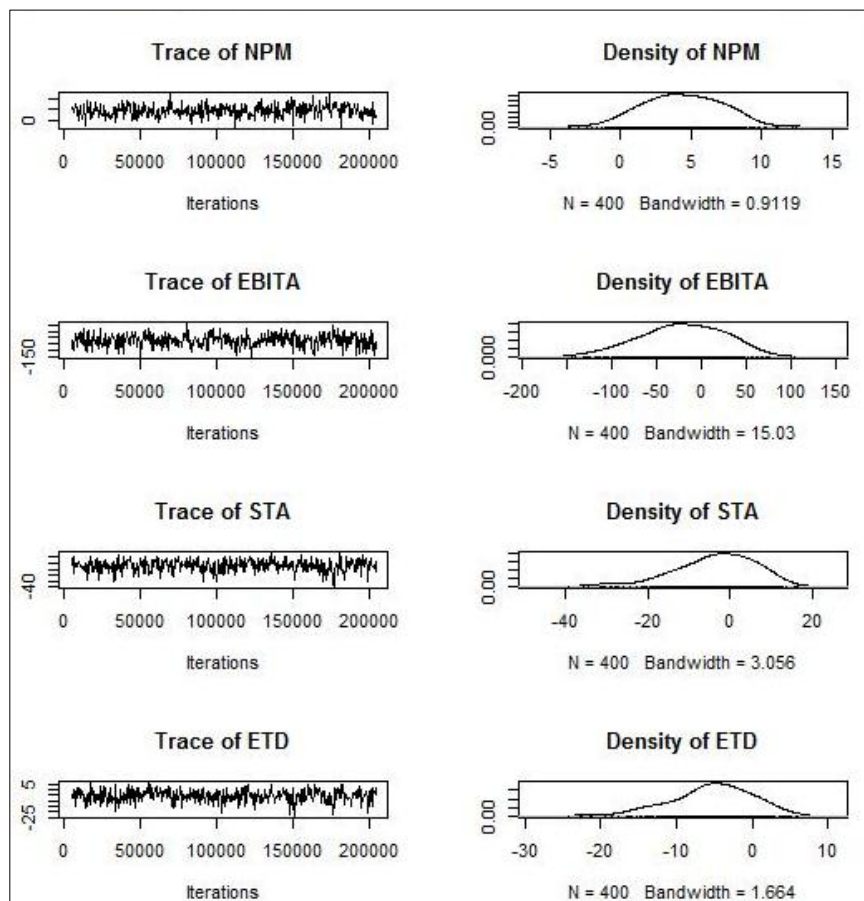 Trace of NPM
0
0 50000 100000 150000 200000
Iterations
Density of NPM
0.00
-5 0 5 10 15
N = 400 Bandwidth = 0.9119
Trace of EBITA
-150
0 50000 100000 150000 200000
Iterations
Density of EBITA
0.000
-200 -100 -50 0 50 100 150
N = 400 Bandwidth = 15.03
Trace of STA
-40
0 50000 100000 150000 200000
Iterations
Density of STA
0.00
-40 -20 0 20
N = 400 Bandwidth = 3.056
Trace of ETD
5
-25
0 50000 100000 150000 200000
Iterations
Density of ETD
0.00
-30 -20 -10 0 10
N = 400 Bandwidth = 1.664